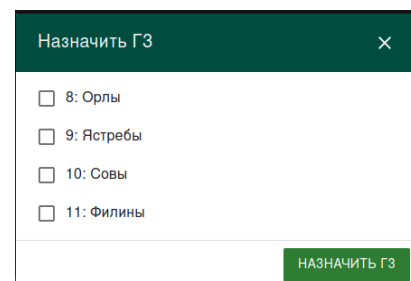 Назначить ГЗ
8: Орлы
9: Ястребы
10: Совы
11: Филины
НАЗНАЧИТЬ ГЗ